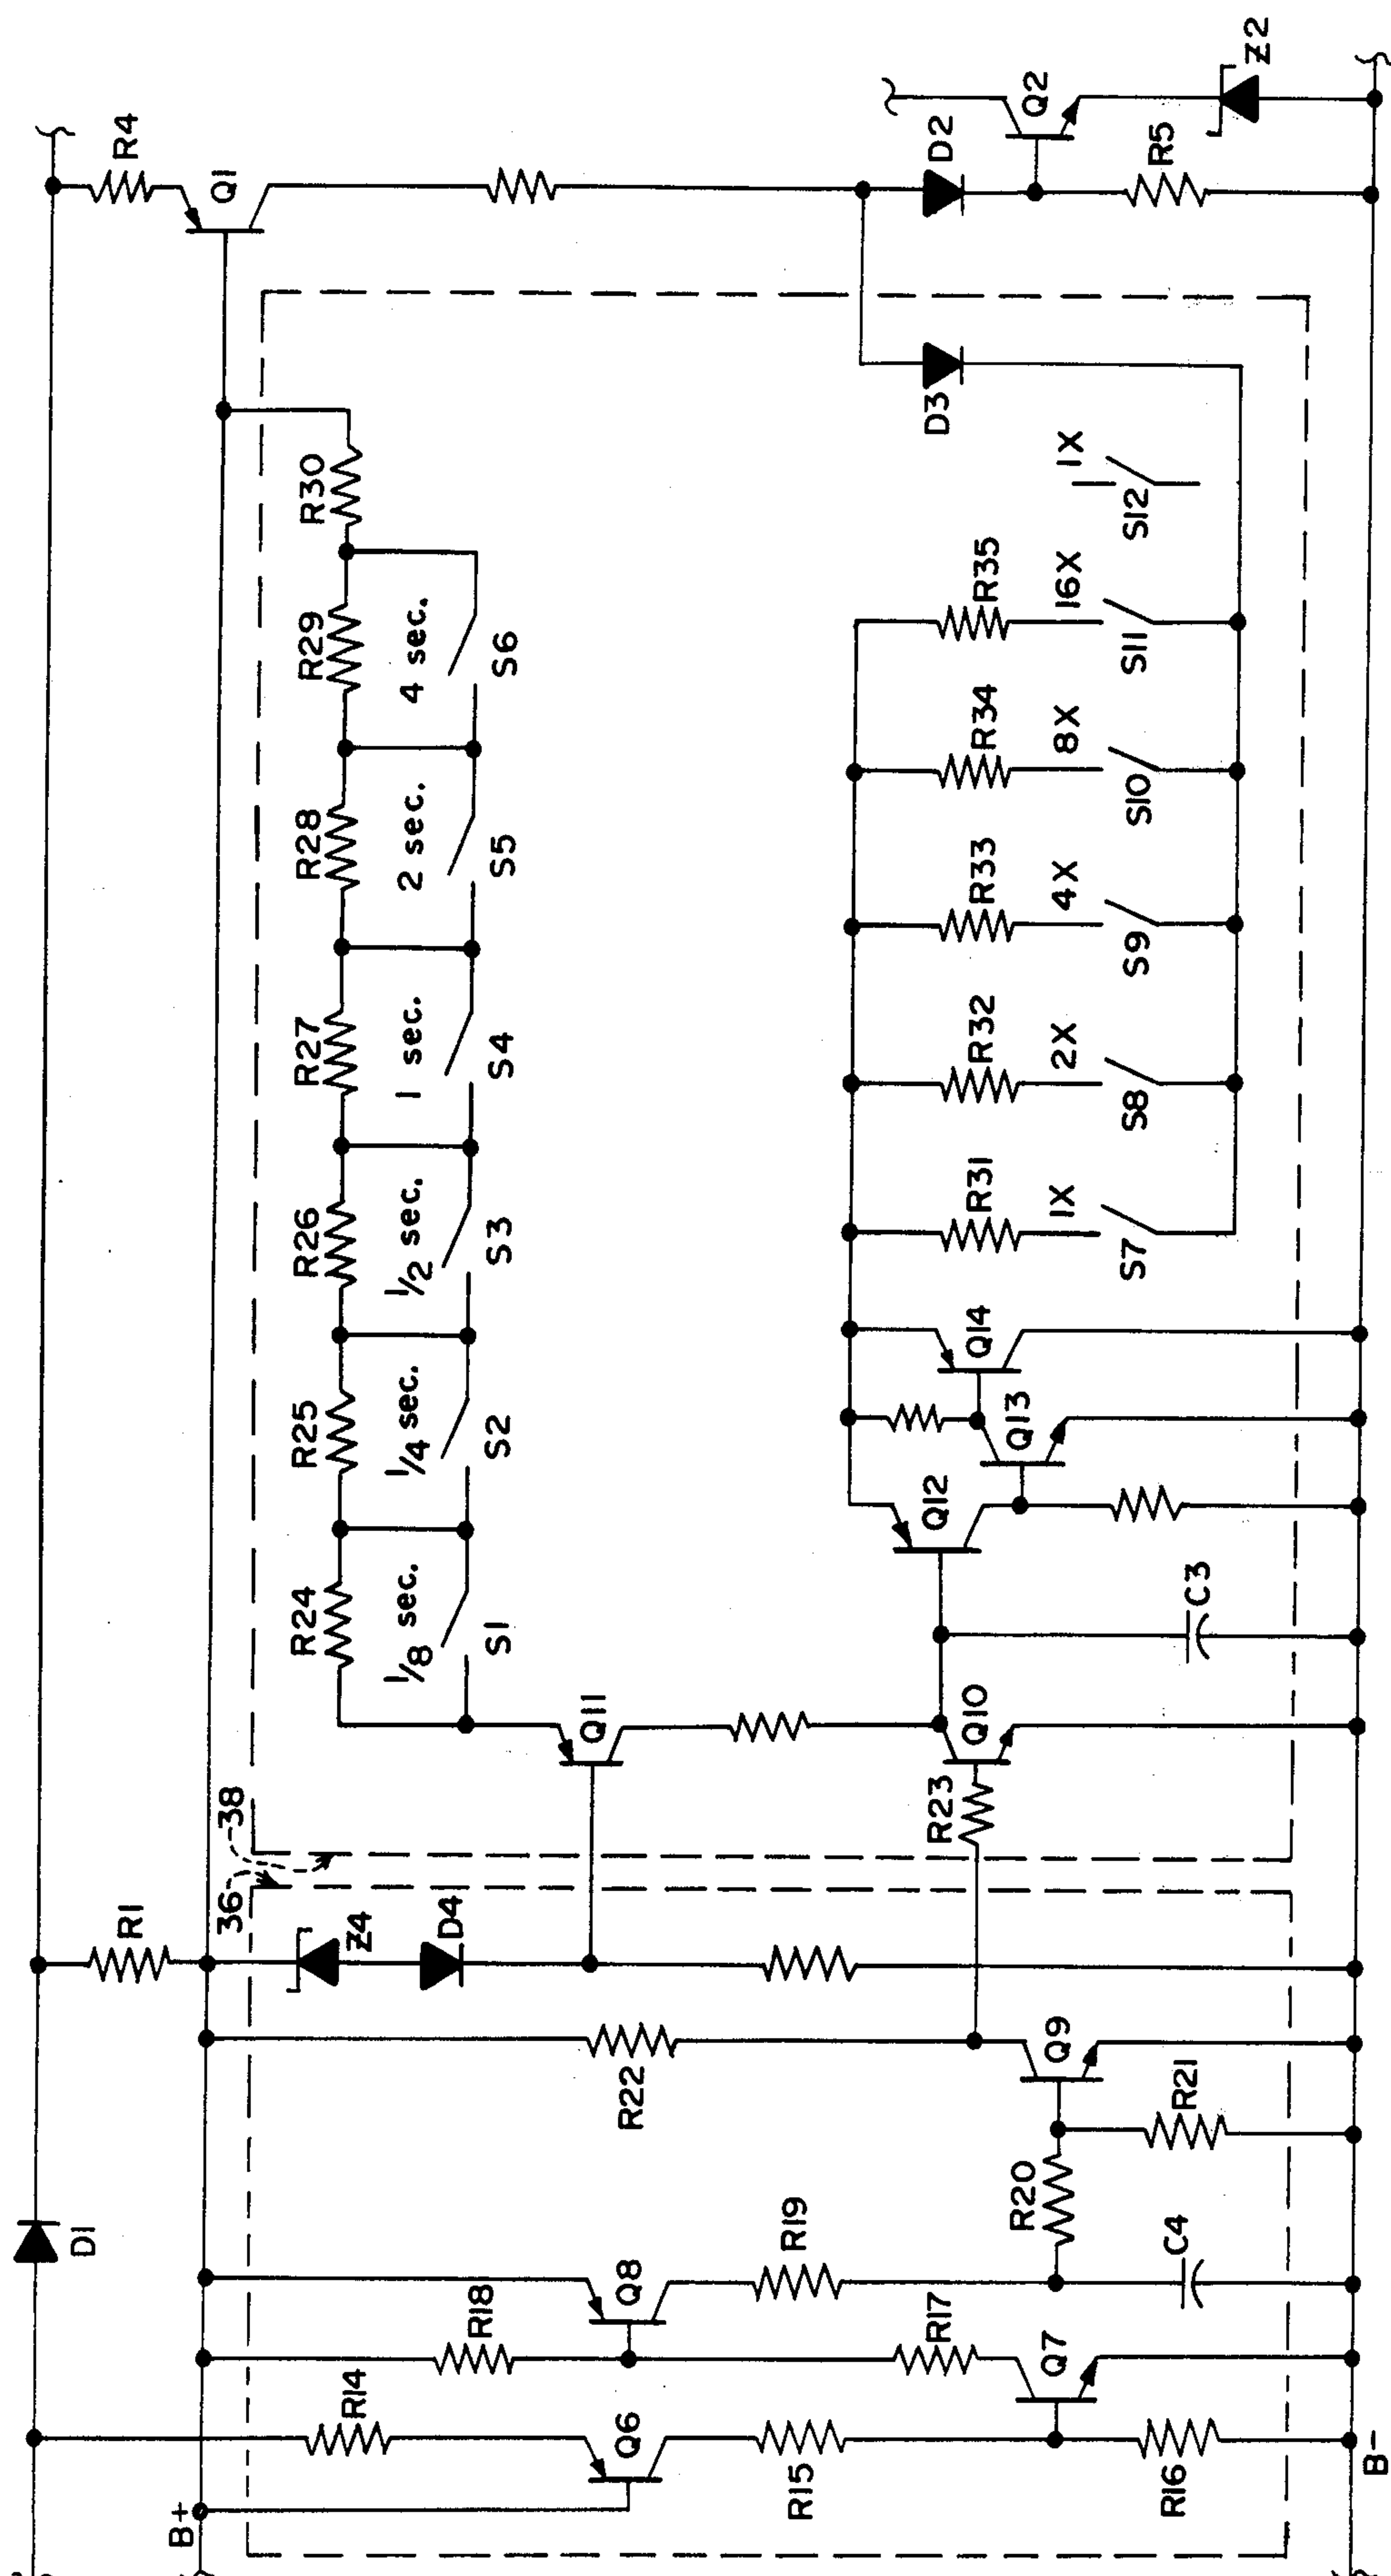 R4
Q1
D2
Q2
Z2
R5
D3
R30
R29
4 sec.
S6
R28
2 sec.
S5
R27
1 sec.
S4
R26
1/2 sec.
S3
R25
1/4 sec.
S2
R24
1/8 sec.
S1
1X
S12
R35
16X
S11
R34
8X
S10
R33
4X
S9
R32
2X
S8
R31
1X
S7
Q14
Q13
Q12
C3
Q11
Q10
R23
38
36
R1
Z4
D4
R22
Q9
R21
R20
D1
R19
C4
Q8
R18
R17
Q7
R14
Q6
R15
R16
B+
B-